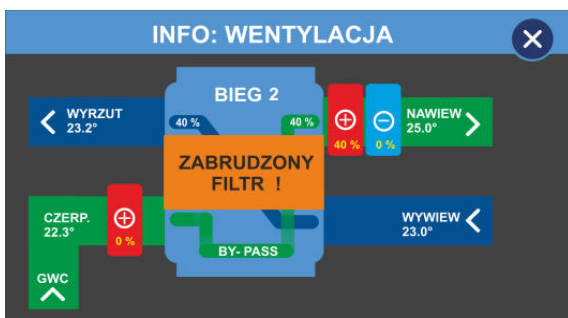 INFO: WENTYLACJA
BIEG 2
WYRZUT
23.2°
40 %
40 %
40 %
0 %
NAWIEW
25.0°
ZABRUDZONY
FILTR !
CZERP.
22.3°
0 %
WYWIEW
23.0°
BY- PASS
GWC